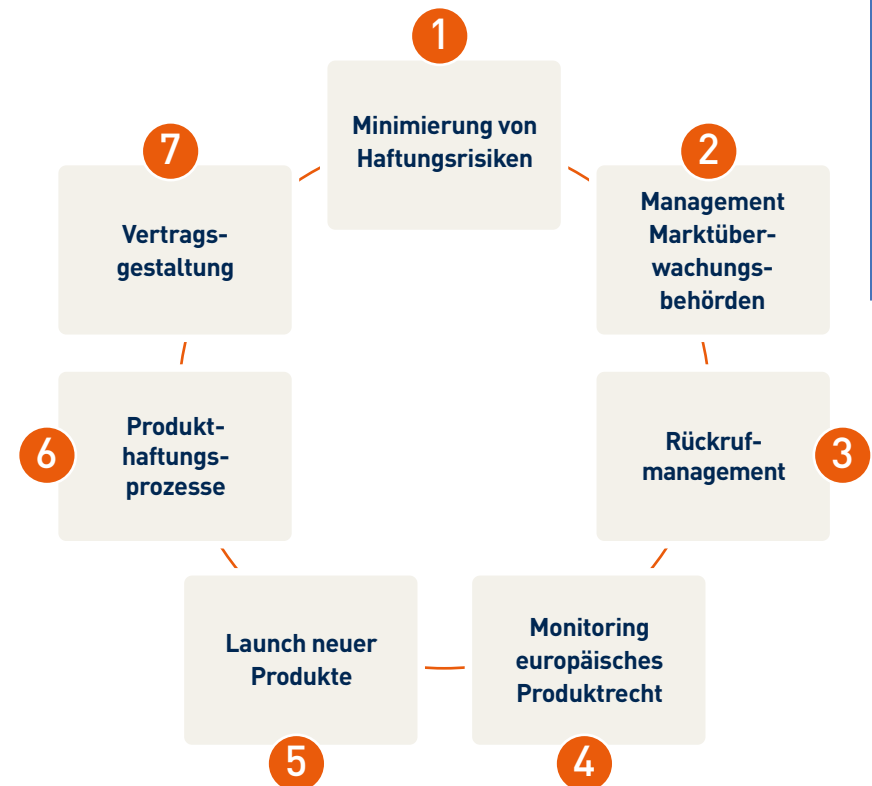 1
Minimierung von
Haftungsrisiken
2
Management
Marktüber-
wachungs-
behörden
3
Rückruf-
management
4
Monitoring
europäisches
Produktrecht
5
Launch neuer
Produkte
6
Produkt-
haftungs-
prozesse
7
Vertrags-
gestaltung